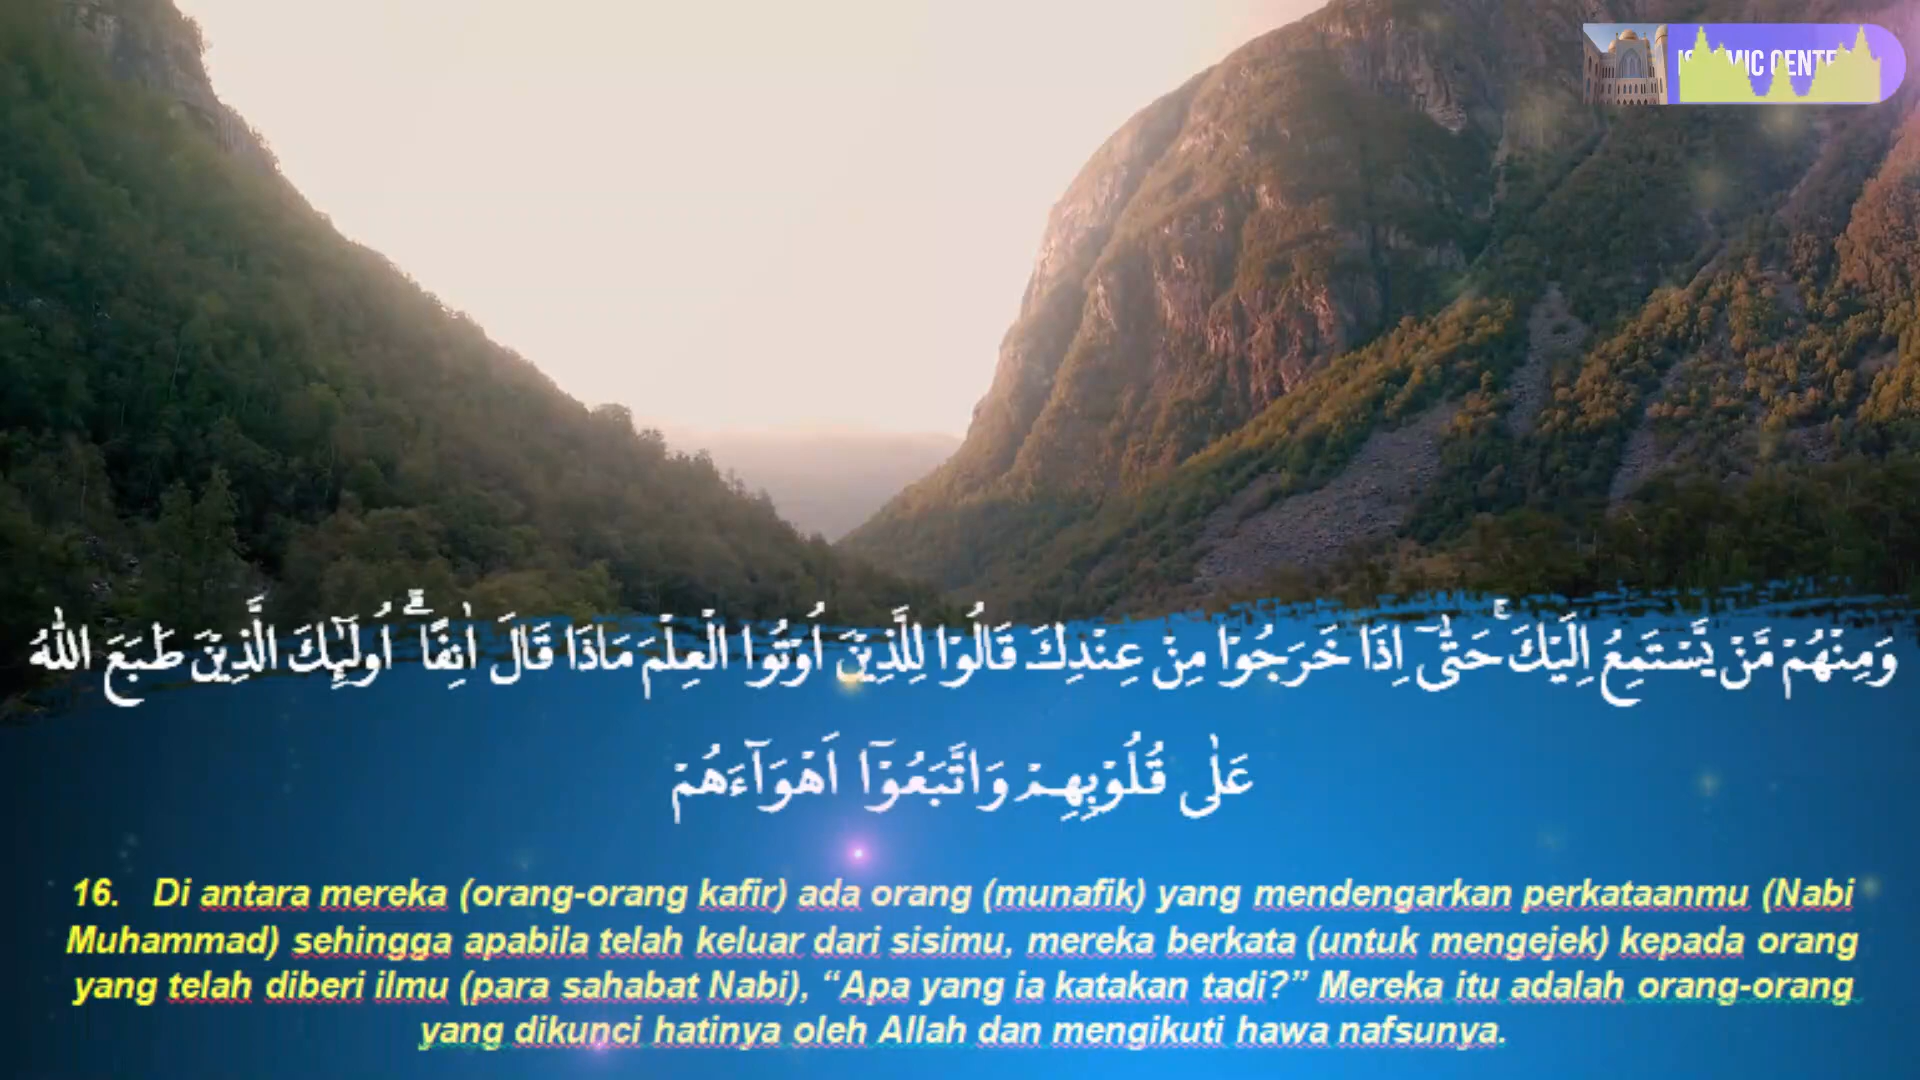 وَمِنْهُمْ مَّنْ يَّسْتَمِعُ اِلَيْكَۚ حَتّٰٓى اِذَا خَرَجُوْا مِنْ عِنْدِكَ قَالُوْا لِلَّذِيْنَ اُوْتُوا الْعِلْمَ مَاذَا قَالَ اٰنِفًاۗ اُولٰۤىِٕكَ الَّذِيْنَ طَبَعَ اللّٰهُ
عَلٰى قُلُوْبِهِمْ وَاتَّبَعُوْٓا اَهْوَاۤءَهُمْ
16. Di antara mereka (orang-orang kafir) ada orang (munafik) yang mendengarkan perkataanmu (Nabi
Muhammad) sehingga apabila telah keluar dari sisimu, mereka berkata (untuk mengejek) kepada orang
yang telah diberi ilmu (para sahabat Nabi), “Apa yang ia katakan tadi?” Mereka itu adalah orang-orang
yang dikunci hatinya oleh Allah dan mengikuti hawa nafsunya.